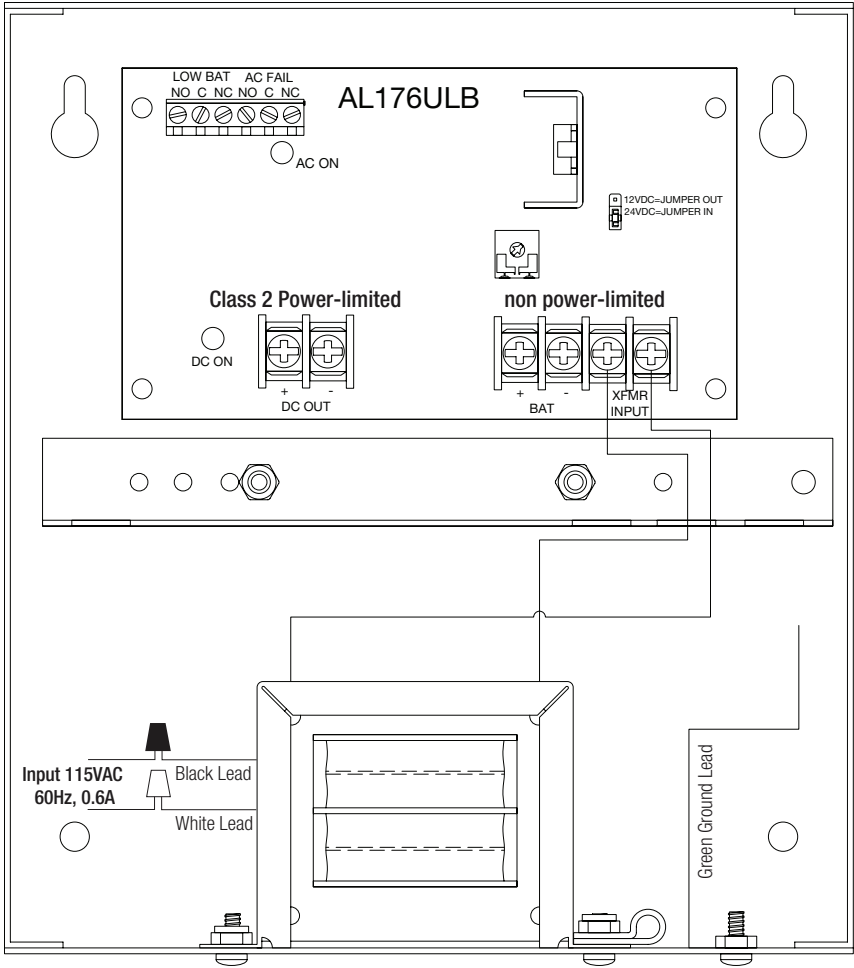 LOW BAT AC FAIL
NO C NC NO C NC
AL176ULB
AC ON
12VDC=JUMPER OUT
24VDC=JUMPER IN
Class 2 Power-limited
non power-limited
DC ON
+ -
DC OUT
+ -
BAT
XFMR
INPUT
Input 115VAC
60Hz, 0.6A
Black Lead
White Lead
Green Ground Lead